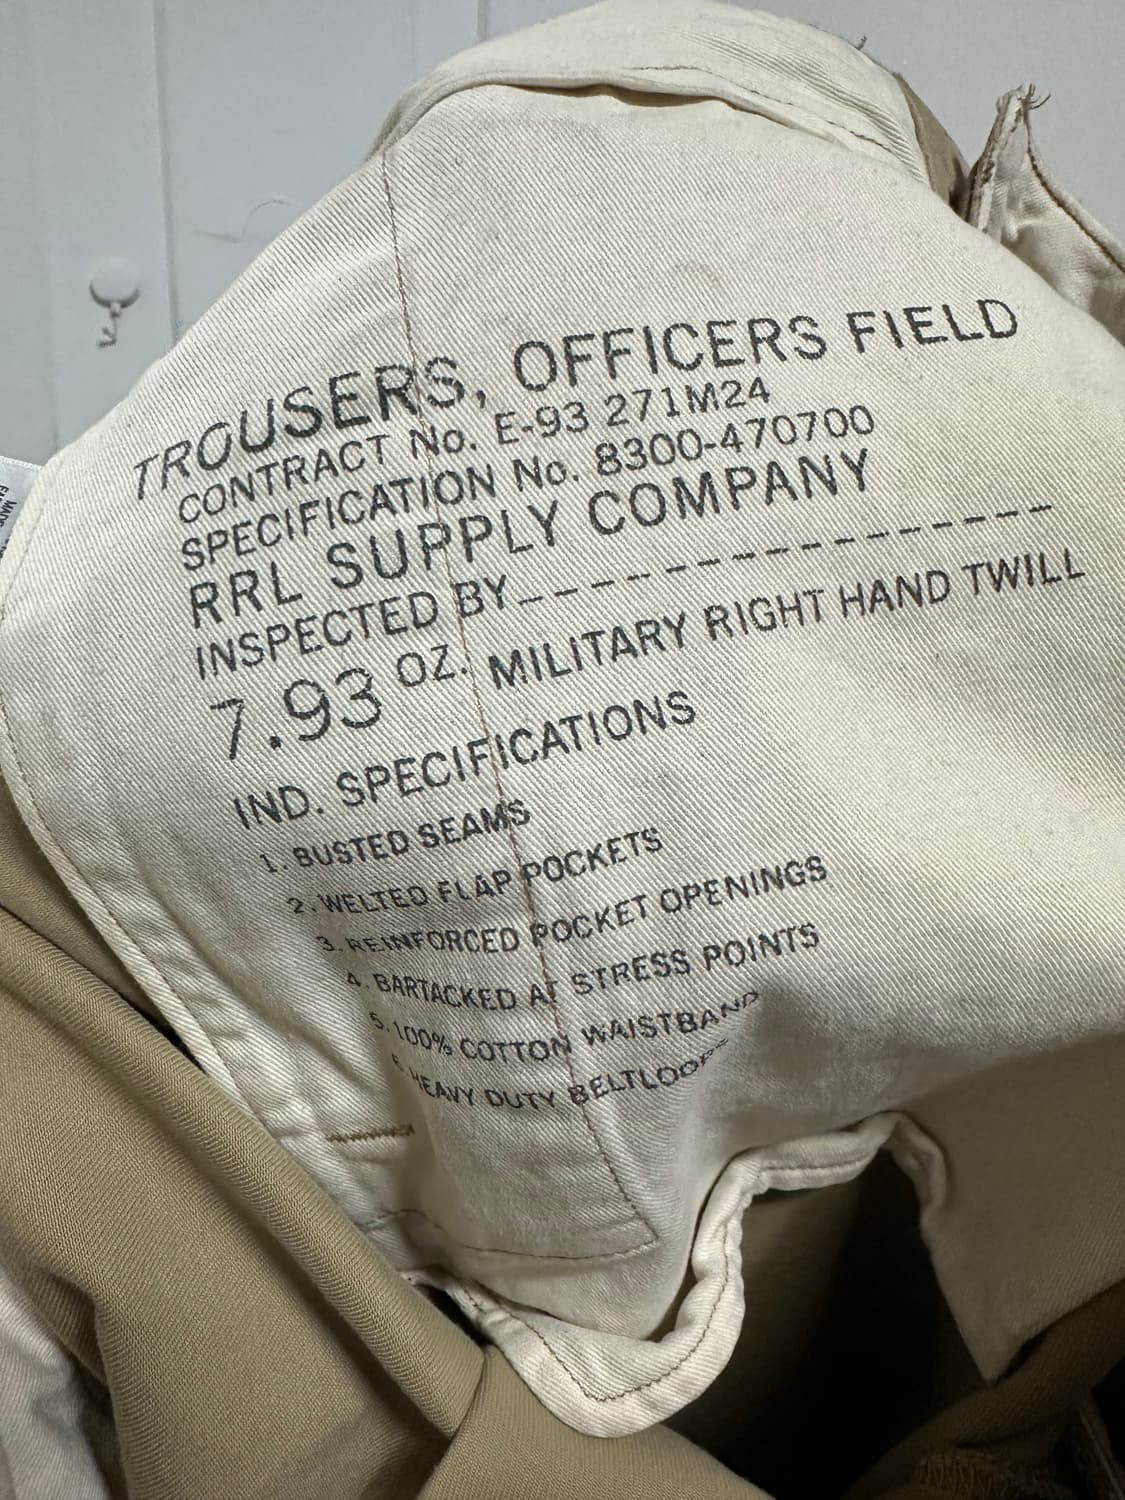 TROUSERS, OFFICERS FIELD
CONTRACT No. E-93 271M24
SPECIFICATION No. 8300-470700
RRL SUPPLY COMPANY
INSPECTED BY---------------
7.93 OZ. MILITARY RIGHT HAND TWILL
IND. SPECIFICATIONS
1. BUSTED SEAMS
2. WELTED FLAP POCKETS
3. REINFORCED POCKET OPENINGS
4. BARTACKED AT STRESS POINTS
5. 100% COTTON WAISTBAND
6. HEAVY DUTY BELTLOOPS
MADE